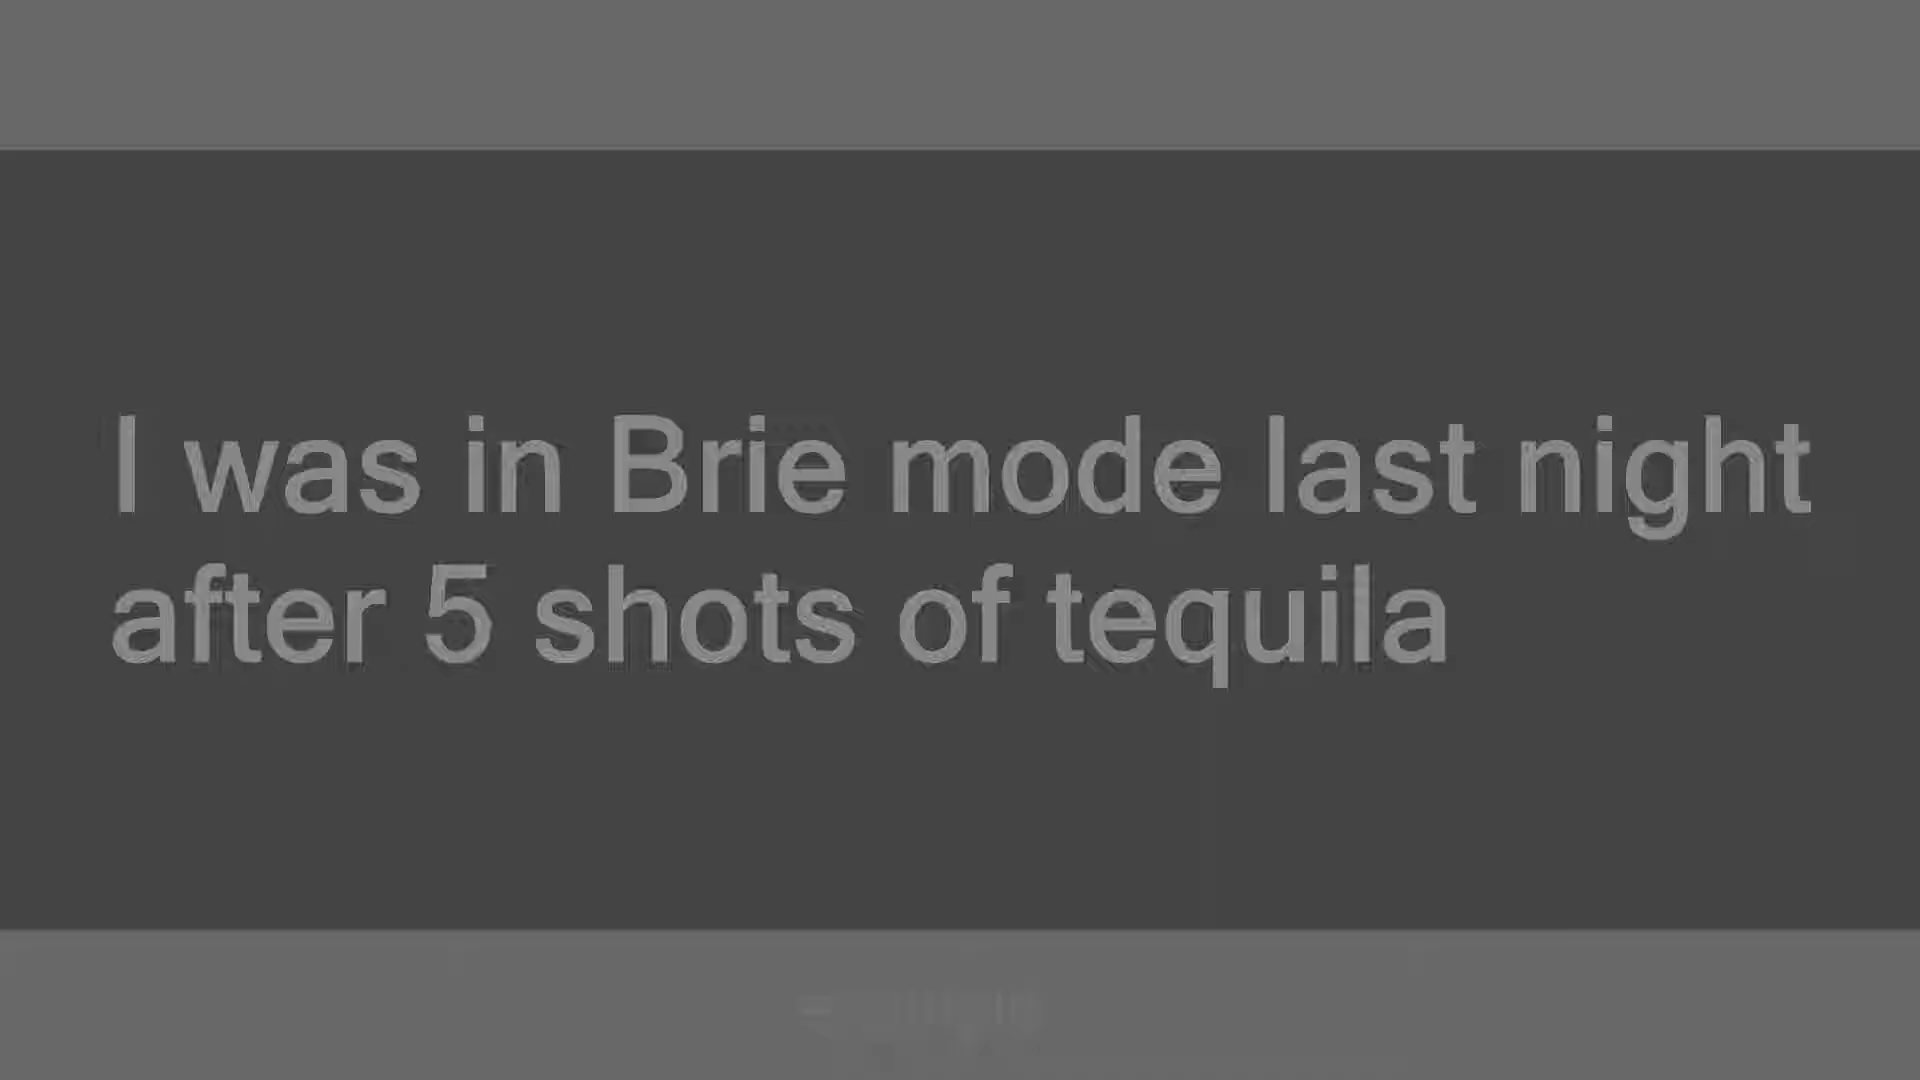 I was in Brie mode last night
after 5 shots of tequila